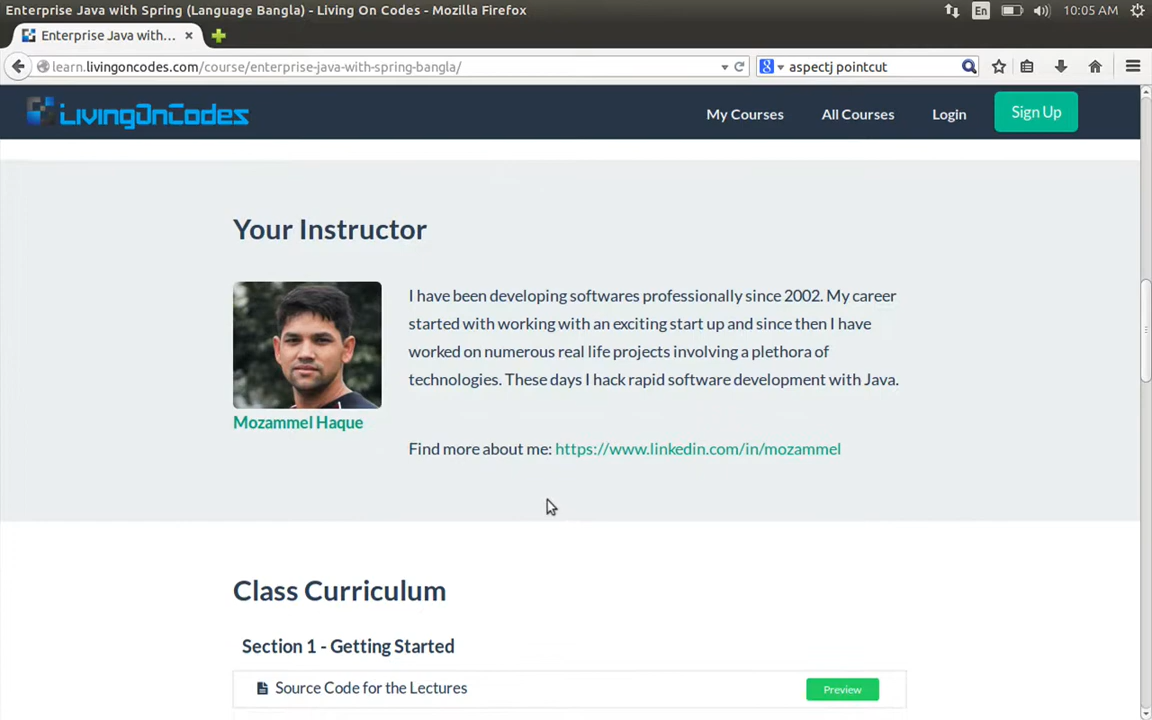 Enterprise Java with Spring (Language Bangla) - Living On Codes - Mozilla Firefox
En
10:05 AM
Enterprise Java with...
learn.livingoncodes.com/course/enterprise-java-with-spring-bangla/
aspectj pointcut
LivingOnCodes
My Courses
All Courses
Login
Sign Up
Your Instructor
I have been developing softwares professionally since 2002. My career
started with working with an exciting start up and since then I have
worked on numerous real life projects involving a plethora of
technologies. These days I hack rapid software development with Java.
Mozammel Haque
Find more about me: https://www.linkedin.com/in/mozammel
Class Curriculum
Section 1 - Getting Started
Source Code for the Lectures
Preview